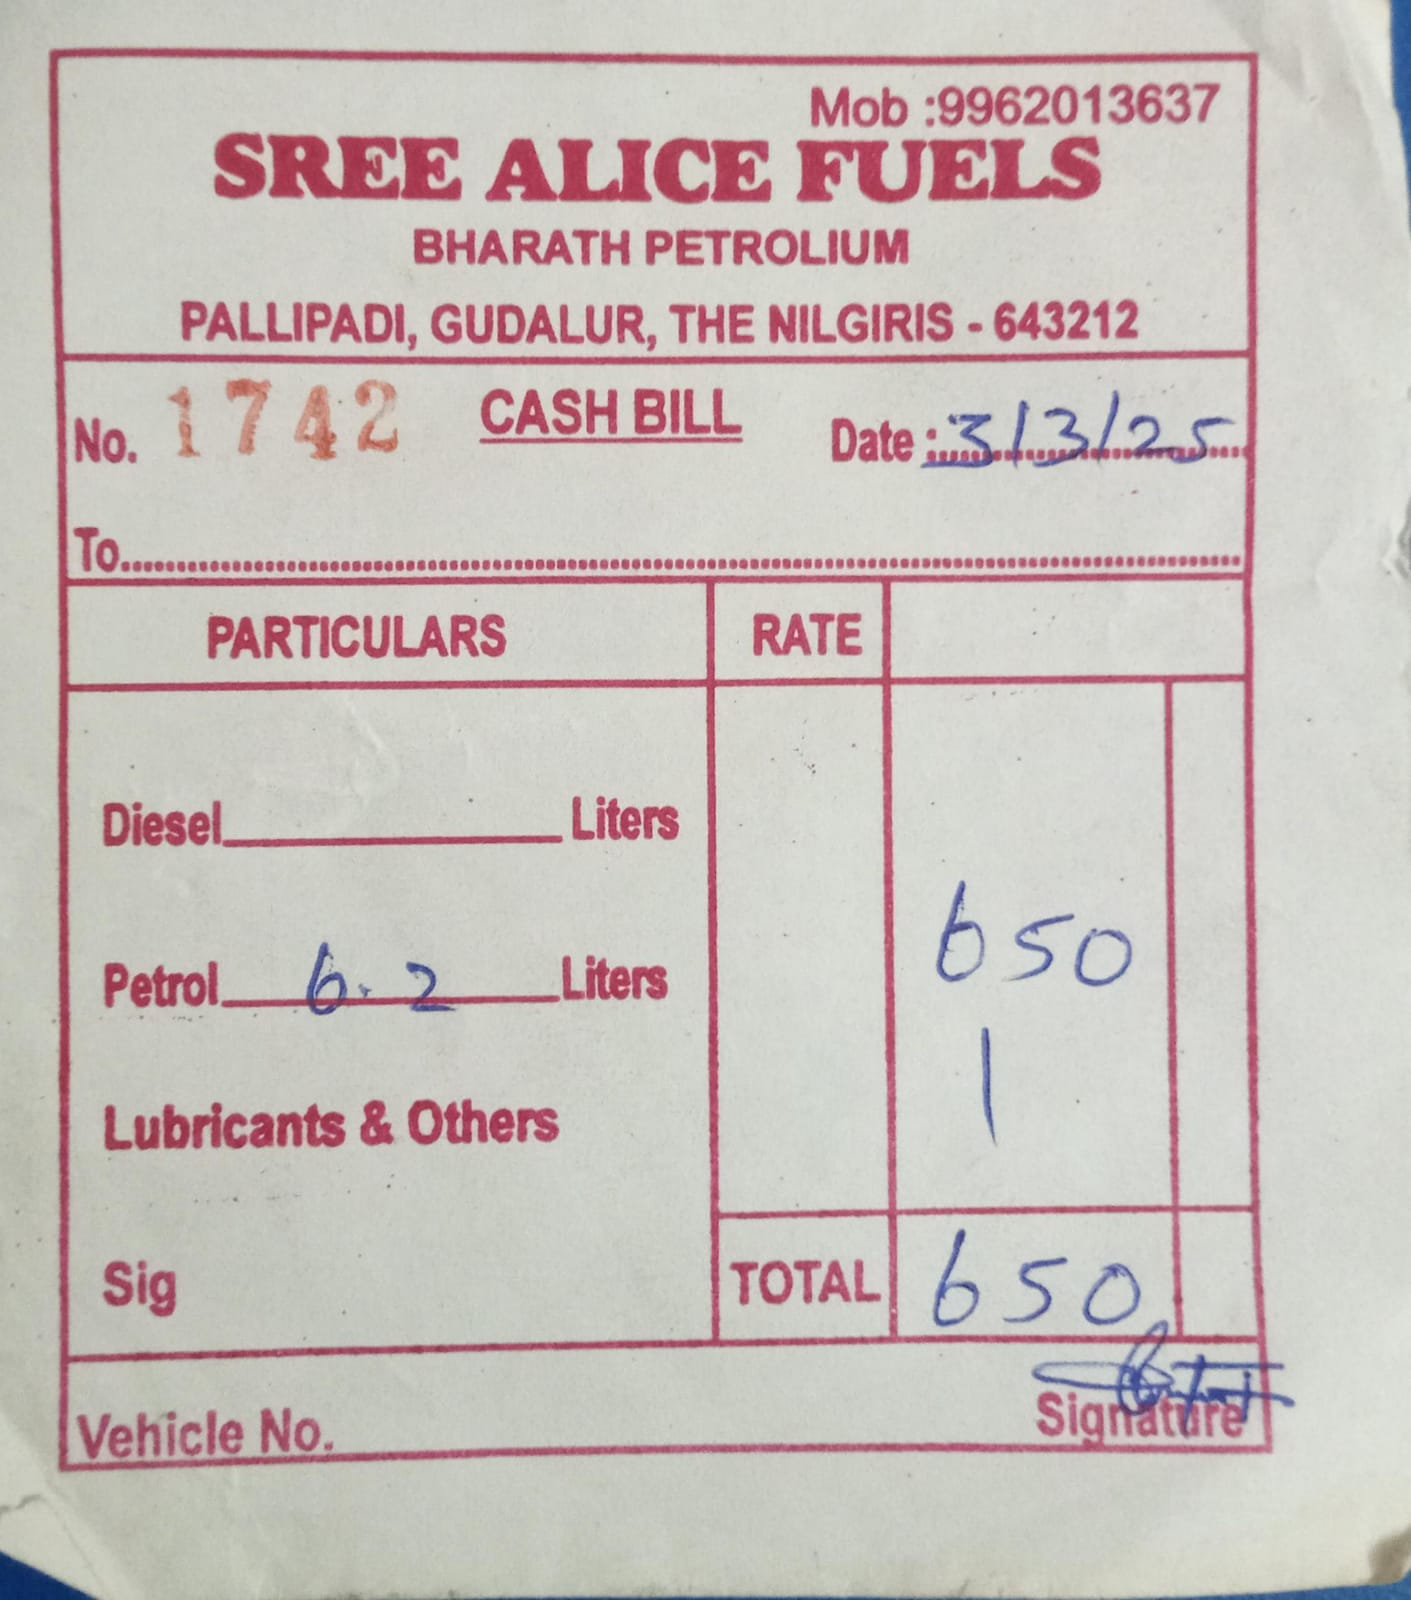 Mob :9962013637
SREE ALICE FUELS
BHARATH PETROLIUM
PALLIPADI, GUDALUR, THE NILGIRIS - 643212
No. 1742 CASH BILL Date : 3/3/25
To
PARTICULARS RATE
Diesel Liters
Petrol 6.2 Liters 650
Lubricants & Others
Sig TOTAL 650
Vehicle No. Signature